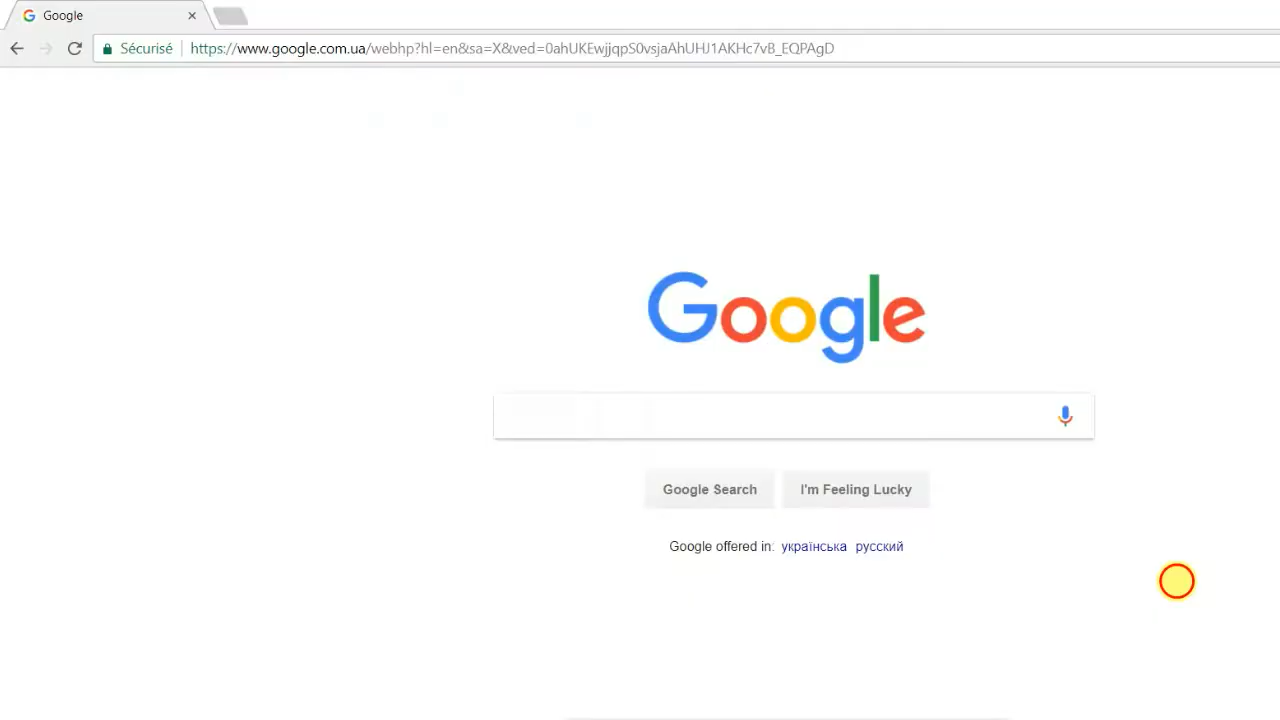 Google
Sécurisé https://www.google.com.ua/webhp?hl=en&sa=X&ved=0ahUKEwjjqpS0vsjaAhUHJ1AKHc7vB_EQPAgD
Google
Google Search I'm Feeling Lucky
Google offered in: українська русский